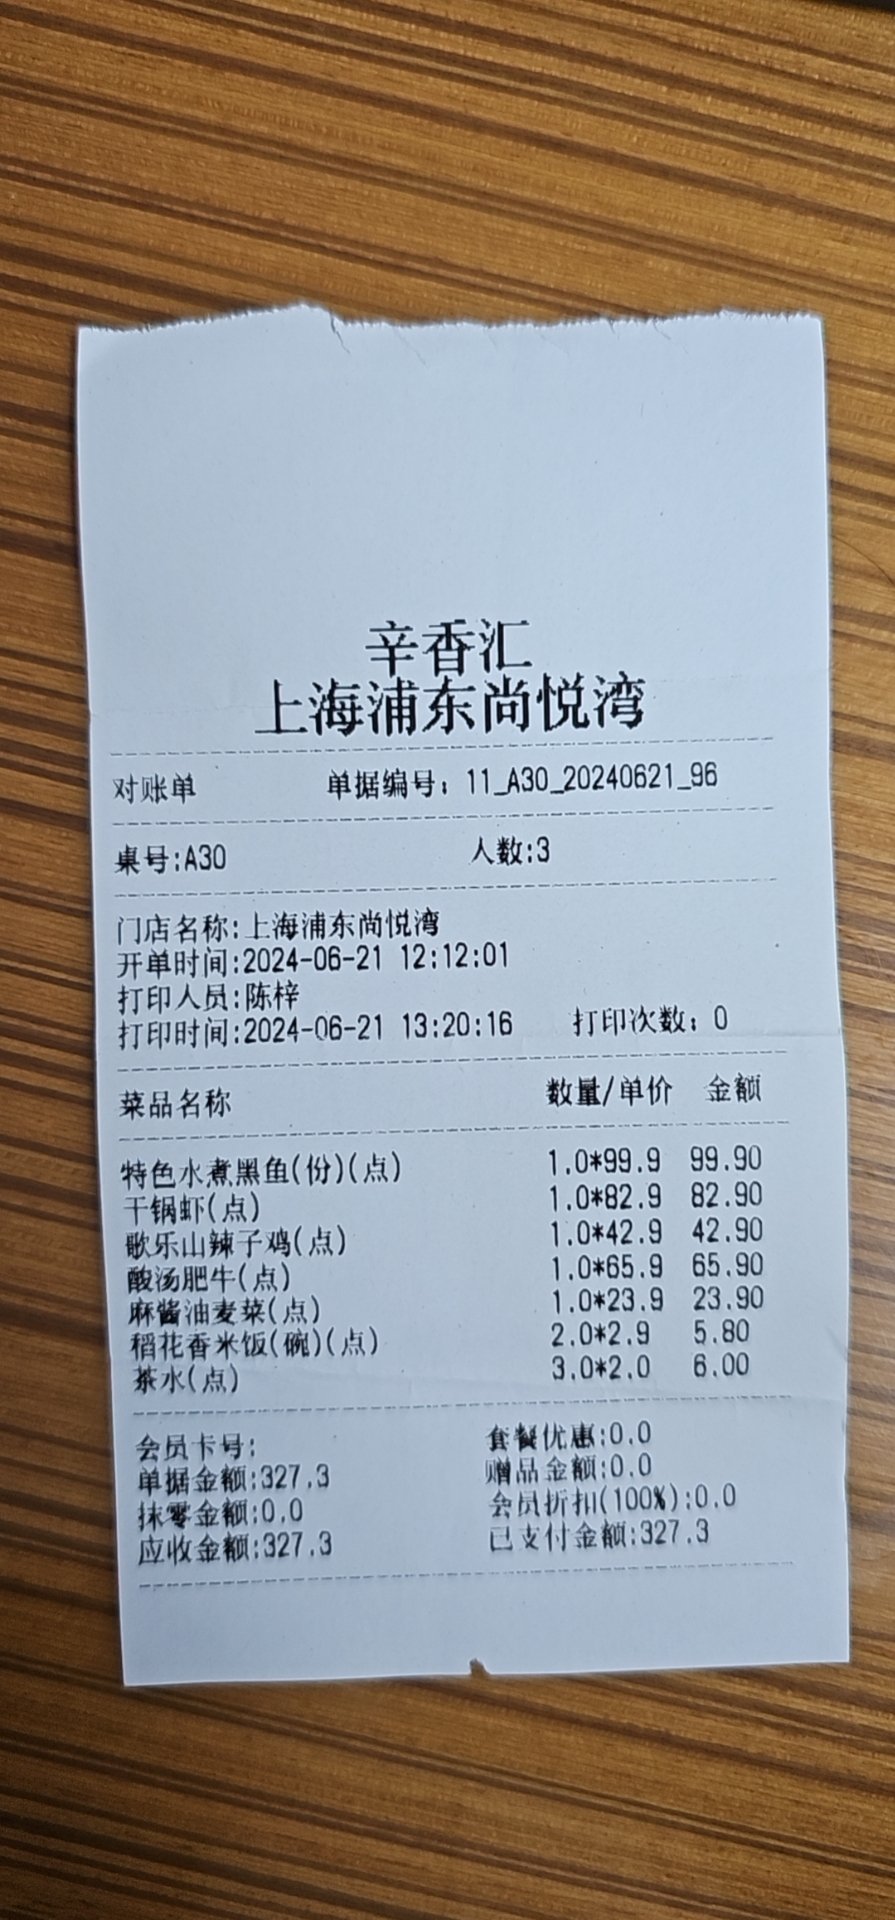 辛香汇
上海浦东尚悦湾
对账单 单据编号：11_A30_20240621_96
桌号:A30 人数:3
门店名称:上海浦东尚悦湾
开单时间:2024-06-21 12:12:01
打印人员:陈梓
打印时间:2024-06-21 13:20:16 打印次数：0
菜品名称 数量/单价 金额
特色水煮黑鱼(份)(点) 1.0*99.9 99.90
干锅虾(点) 1.0*82.9 82.90
歌乐山辣子鸡(点) 1.0*42.9 42.90
酸汤肥牛(点) 1.0*65.9 65.90
麻酱油麦菜(点) 1.0*23.9 23.90
稻花香米饭(碗)(点) 2.0*2.9 5.80
茶水(点) 3.0*2.0 6.00
会员卡号: 套餐优惠:0.0
单据金额:327.3 赠品金额:0.0
抹零金额:0.0 会员折扣(100%):0.0
应收金额:327.3 已支付金额:327.3